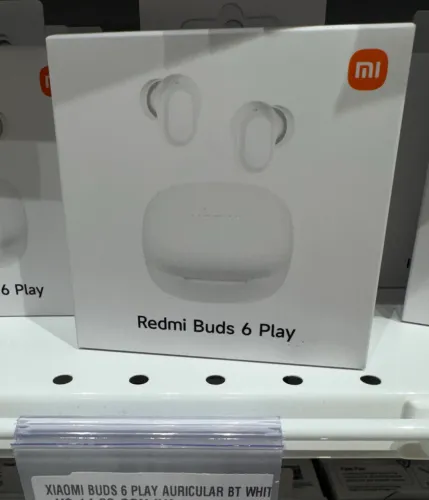 mi
6 Play
Redmi Buds 6 Play
XIAOMI BUDS 6 PLAY AURICULAR BT WHIT